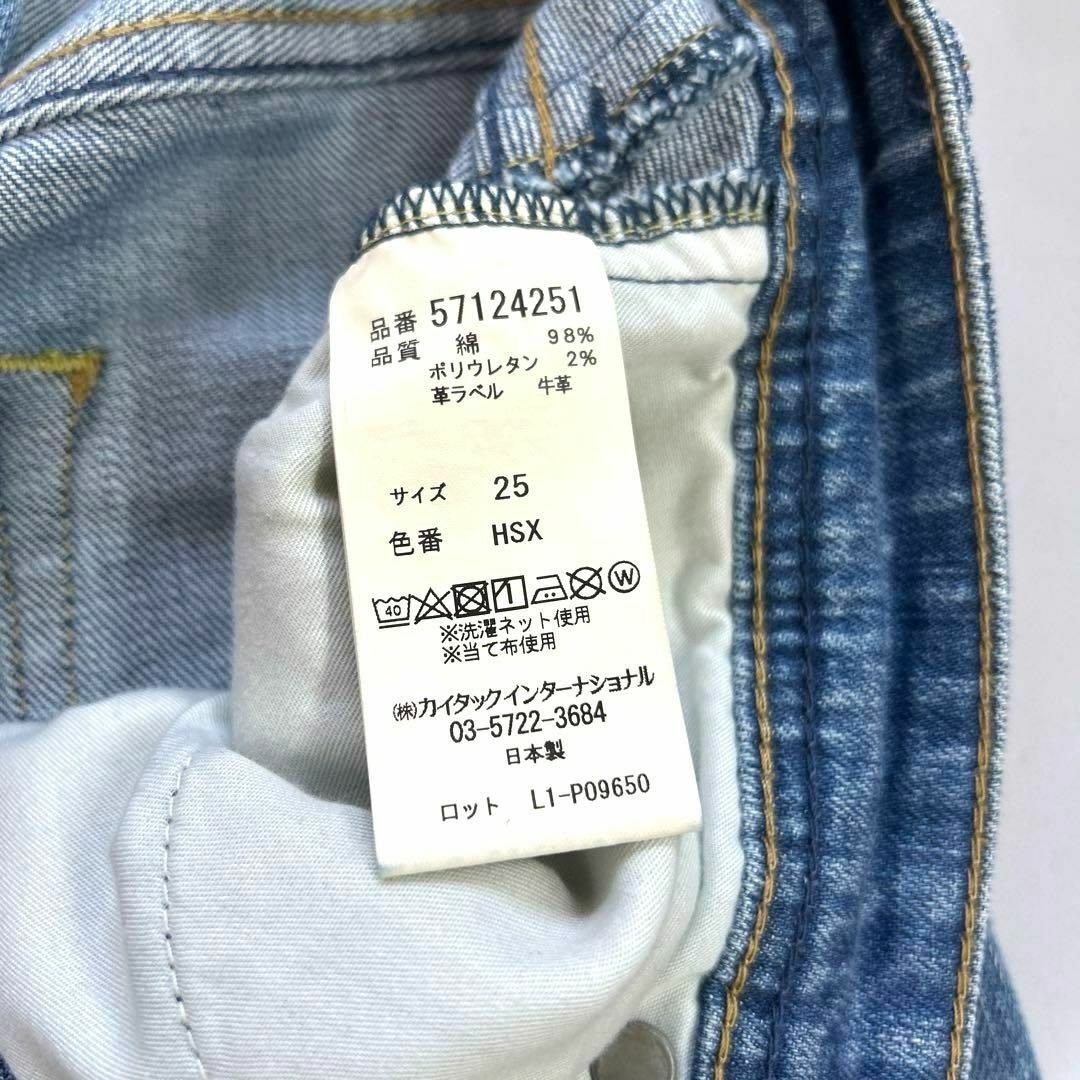 品番 57124251
品質 綿 98%
ポリウレタン 2%
革ラベル 牛革
サイズ 25
色番 HSX
40 W
※洗濯ネット使用
※当て布使用
㈱カイタックインターナショナル
03-5722-3684
日本製
ロット L1-P09650